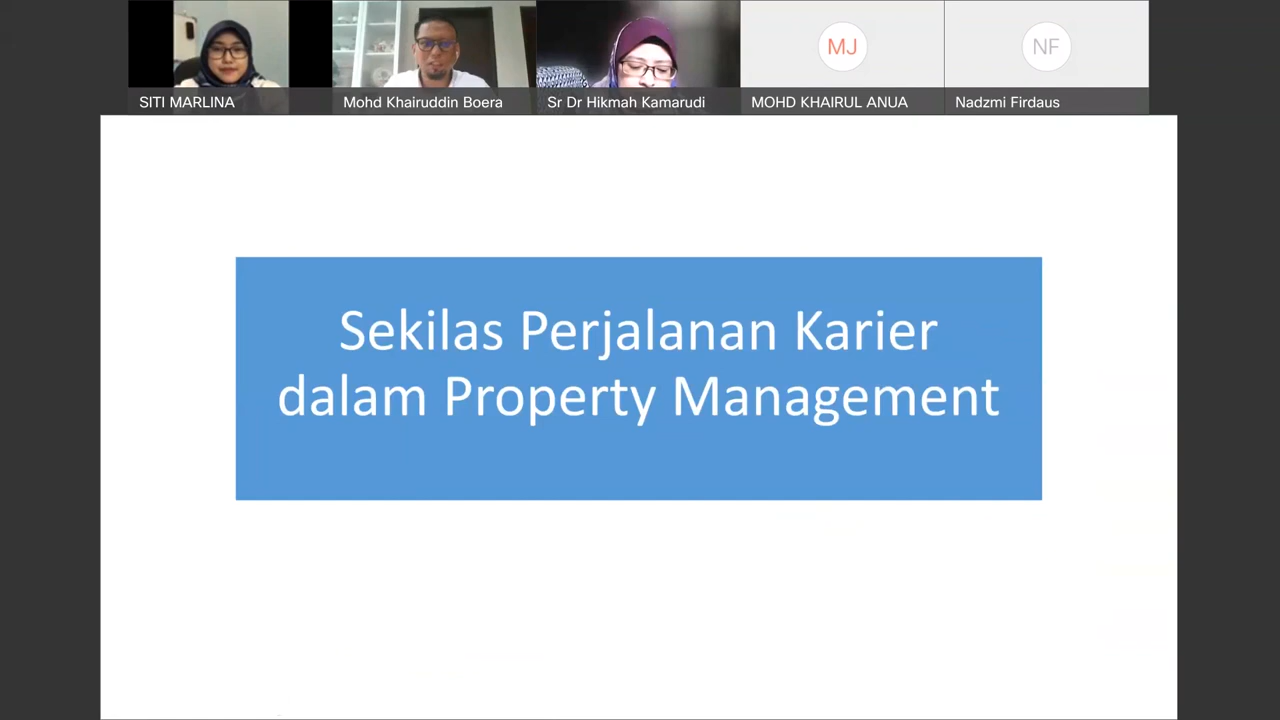 SITI MARLINA
Mohd Khairuddin Boera
Sr Dr Hikmah Kamarudi
MJ
MOHD KHAIRUL ANUA
NF
Nadzmi Firdaus
Sekilas Perjalanan Karier
dalam Property Management